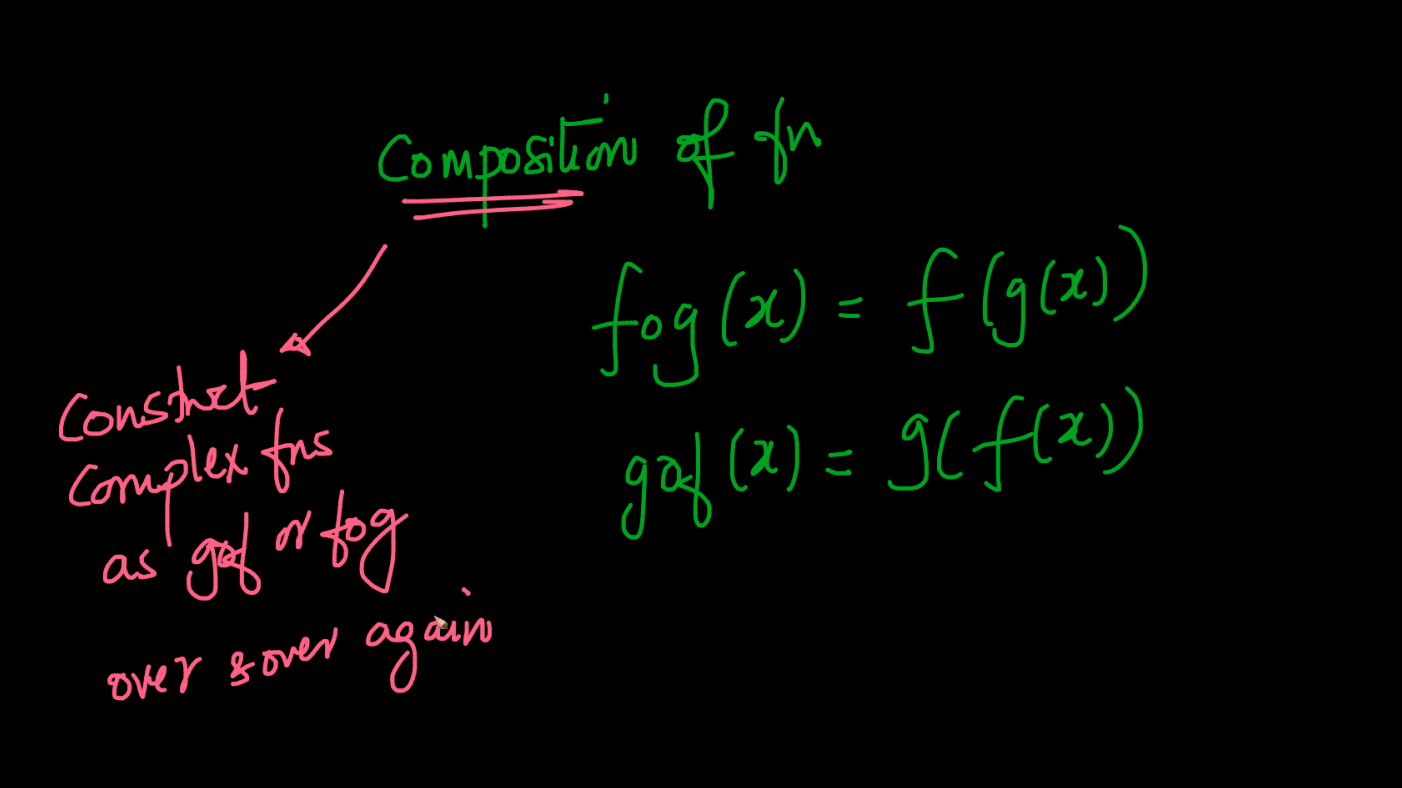 Composition of fn
fog(x) = f(g(x))
gof(x) = g(f(x))
Construct
Complex fns
as gof or fog
over & over again